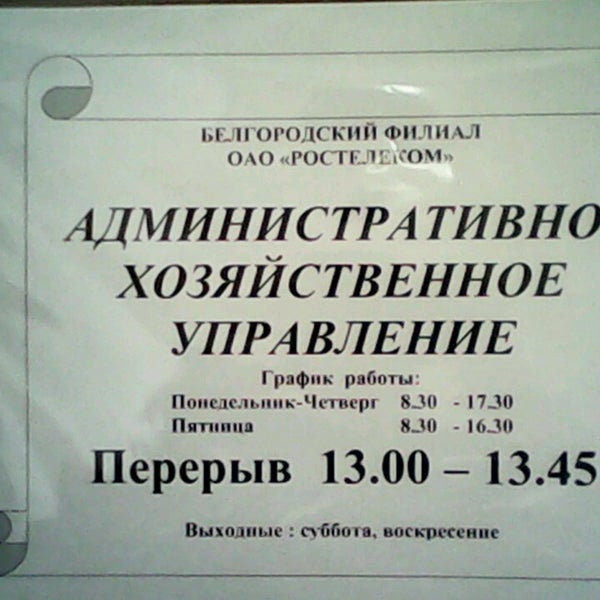 БЕЛГОРОДСКИЙ ФИЛИАЛ
ОАО «РОСТЕЛЕКОМ»
АДМИНИСТРАТИВНО
ХОЗЯЙСТВЕННОЕ
УПРАВЛЕНИЕ
График работы:
Понедельник-Четверг 8.30 - 17.30
Пятница 8.30 - 16.30
Перерыв 13.00 – 13.45
Выходные : суббота, воскресение